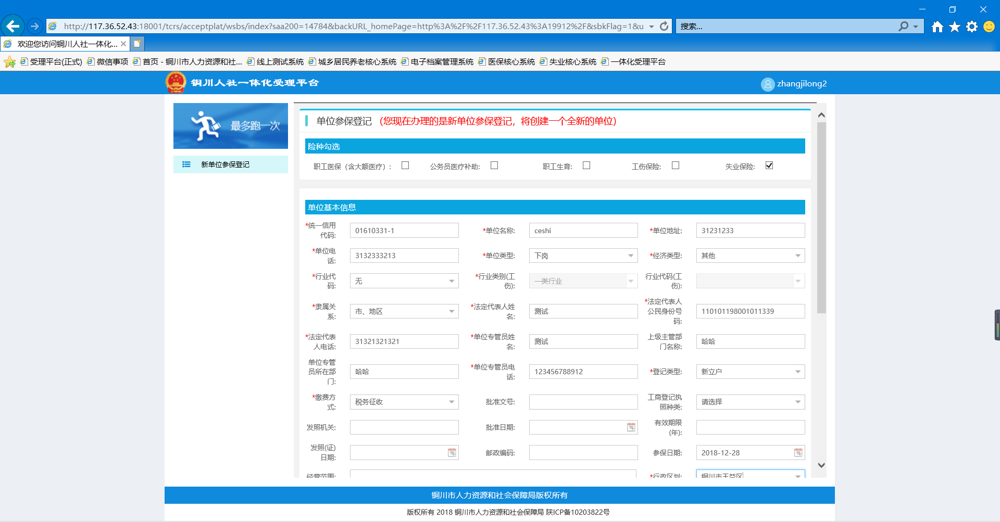 http://117.36.52.43:18001/tcrs/acceptplat/wsbs/index?saa200=14784&backURL_homePage=http%3A%2F%2F117.36.52.43%3A19912%2F&sbkFlag=1&u
搜索...
欢迎您访问铜川人社一体化...
受理平台(正式) 微信事项 首页 - 铜川市人力资源和社... 线上测试系统 城乡居民养老核心系统 电子档案管理系统 医保核心系统 失业核心系统 一体化受理平台
铜川人社一体化受理平台
zhangjilong2
最多跑一次
新单位参保登记
单位参保登记 （您现在办理的是新单位参保登记，将创建一个全新的单位）
险种勾选
职工医保（含大额医疗）: 公务员医疗补助: 职工生育: 工伤保险: 失业保险:
单位基本信息
*统一信用代码: 01610331-1 *单位名称: ceshi *单位地址: 31231233
*单位电话: 3132333213 *单位类型: 下岗 *经济类型: 其他
*行业代码: 无 *行业类别(工伤): 一类行业 行业代码(工伤):
*隶属关系: 市、地区 *法定代表人姓名: 测试 *法定代表人公民身份号码: 110101198001011339
*法定代表人电话: 31321321321 *单位专管员姓名: 测试 上级主管部门名称: 哈哈
单位专管员所在部门: 哈哈 *单位专管员电话: 123456788912 *登记类型: 新立户
*缴费方式: 税务征收 批准文号: 工商登记执照种类: 请选择
发照机关: 批准日期: 有效期限(年):
发照(证)日期: 邮政编码: 参保日期: 2018-12-28
经营范围: *行政区划: 铜川市王益区
铜川市人力资源和社会保障局版权所有
版权所有 2018 铜川市人力资源和社会保障局 陕ICP备10203822号